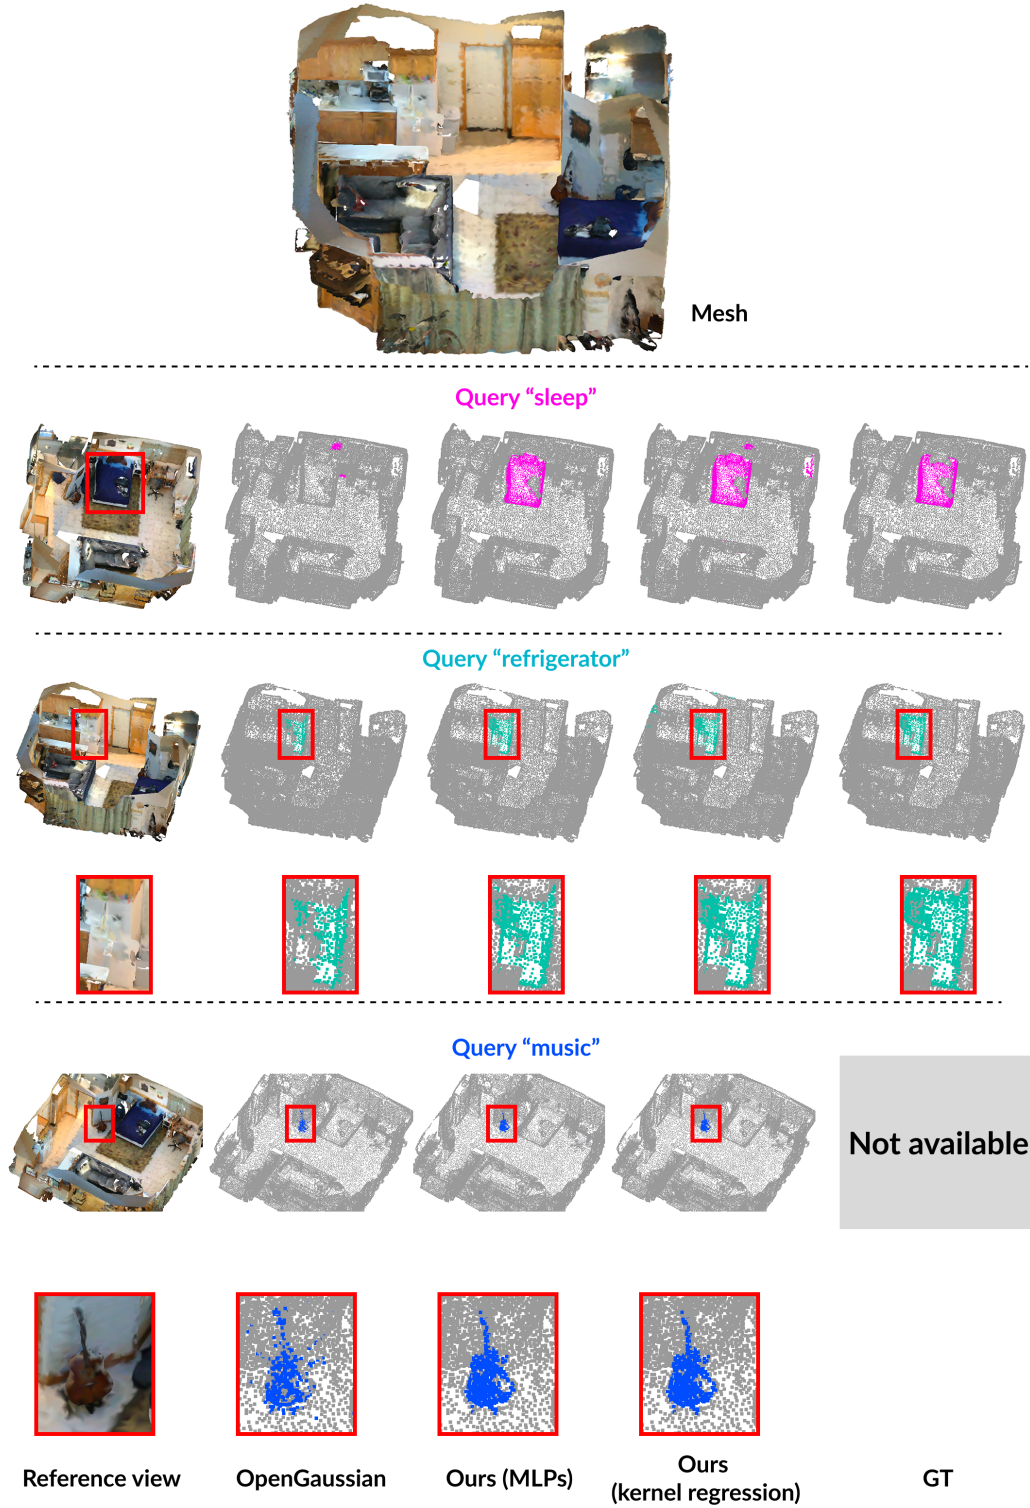 Mesh
Query “sleep”
Query “refrigerator”
Query “music”
Not available
Reference view
OpenGaussian
Ours (MLPs)
Ours
(kernel regression)
GT